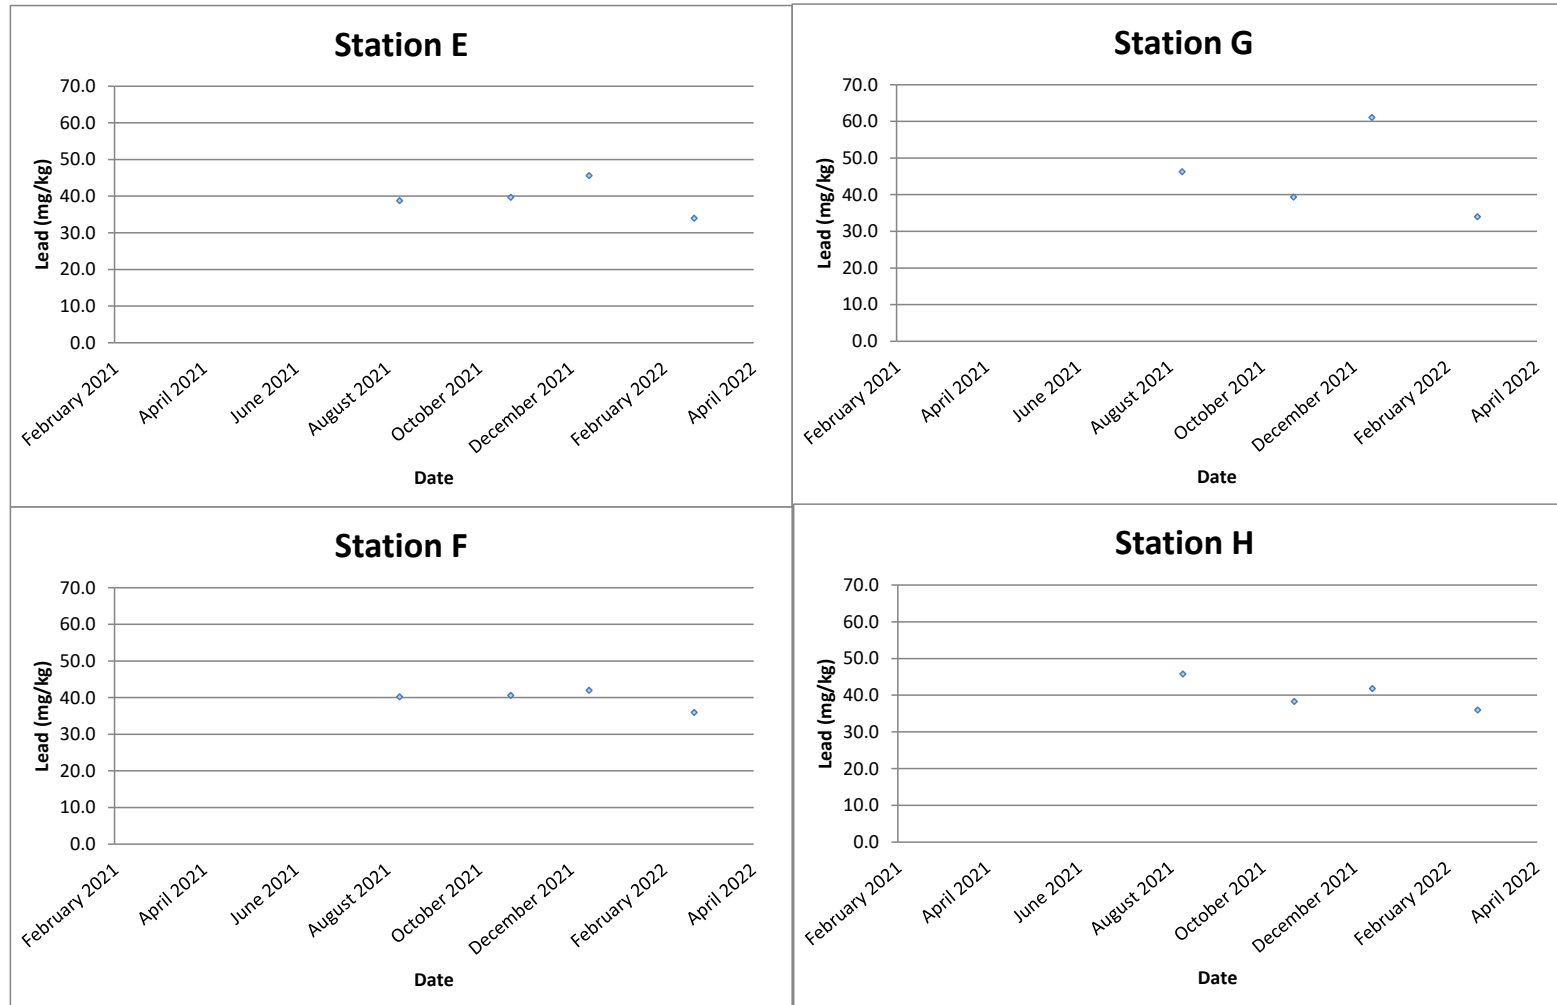 Station E
70.0
60.0
50.0
40.0
30.0
20.0
10.0
0.0
Lead (mg/kg)
February 2021
April 2021
June 2021
August 2021
October 2021
December 2021
February 2022
April 2022
Date
Station G
70.0
60.0
50.0
40.0
30.0
20.0
10.0
0.0
Lead (mg/kg)
February 2021
April 2021
June 2021
August 2021
October 2021
December 2021
February 2022
April 2022
Date
Station F
70.0
60.0
50.0
40.0
30.0
20.0
10.0
0.0
Lead (mg/kg)
February 2021
April 2021
June 2021
August 2021
October 2021
December 2021
February 2022
April 2022
Date
Station H
70.0
60.0
50.0
40.0
30.0
20.0
10.0
0.0
Lead (mg/kg)
February 2021
April 2021
June 2021
August 2021
October 2021
December 2021
February 2022
April 2022
Date